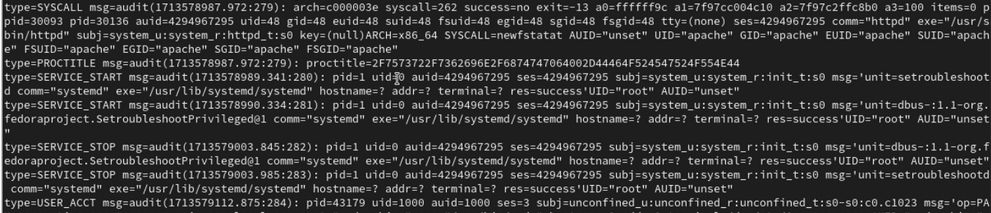 type=SYSCALL msg=audit(1713578987.972:279): arch=c000003e syscall=262 success=no exit=-13 a0=ffffff9c a1=7f97cc004c10 a2=7f97c2ffc8b0 a3=100 items=0 p
pid=30093 pid=30136 auid=4294967295 uid=48 gid=48 euid=48 suid=48 fsuid=48 egid=48 sgid=48 fsgid=48 tty=(none) ses=4294967295 comm="httpd" exe="/usr/s
bin/httpd" subj=system_u:system_r:httpd_t:s0 key=(null)ARCH=x86_64 SYSCALL=newfstatat AUID="unset" UID="apache" GID="apache" EUID="apache" SUID="apach
e" FSUID="apache" EGID="apache" SGID="apache" FSGID="apache"
type=PROCTITLE msg=audit(1713578987.972:279): proctitle=2F7573722F7362696E2F6874747064002D44464F524547524F554E44
type=SERVICE_START msg=audit(1713578989.341:280): pid=1 uid=0 auid=4294967295 ses=4294967295 subj=system_u:system_r:init_t:s0 msg='unit=setroubleshoot
d comm="systemd" exe="/usr/lib/systemd/systemd" hostname=? addr=? terminal=? res=success'UID="root" AUID="unset"
type=SERVICE_START msg=audit(1713578990.334:281): pid=1 uid=0 auid=4294967295 ses=4294967295 subj=system_u:system_r:init_t:s0 msg='unit=dbus-:1.1-org.
fedoraproject.SetroubleshootPrivileged@1 comm="systemd" exe="/usr/lib/systemd/systemd" hostname=? addr=? terminal=? res=success'UID="root" AUID="unset
"
type=SERVICE_STOP msg=audit(1713579003.845:282): pid=1 uid=0 auid=4294967295 ses=4294967295 subj=system_u:system_r:init_t:s0 msg='unit=dbus-:1.1-org.f
edoraproject.SetroubleshootPrivileged@1 comm="systemd" exe="/usr/lib/systemd/systemd" hostname=? addr=? terminal=? res=success'UID="root" AUID="unset"
type=SERVICE_STOP msg=audit(1713579003.985:283): pid=1 uid=0 auid=4294967295 ses=4294967295 subj=system_u:system_r:init_t:s0 msg='unit=setroubleshootd
comm="systemd" exe="/usr/lib/systemd/systemd" hostname=? addr=? terminal=? res=success'UID="root" AUID="unset"
type=USER_ACCT msg=audit(1713579112.875:284): pid=43179 uid=1000 auid=1000 ses=3 subj=unconfined_u:unconfined_r:unconfined_t:s0-s0:c0.c1023 msg='op=PA